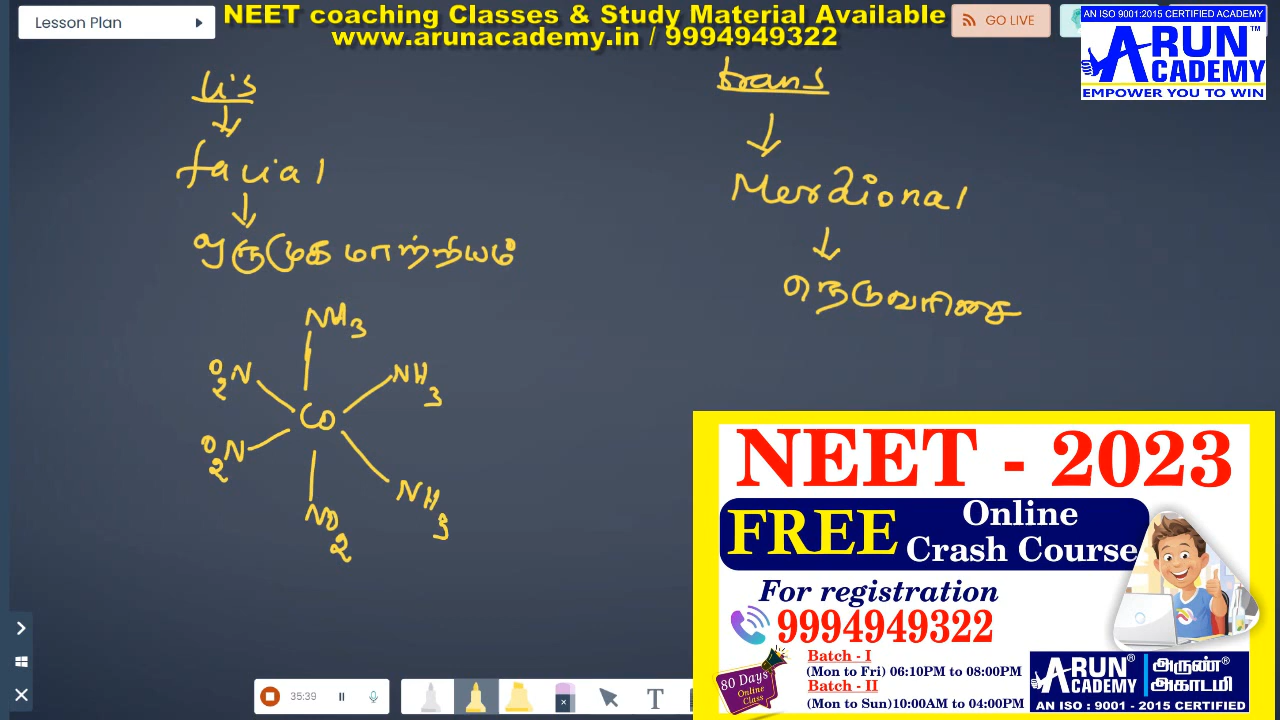 Lesson Plan
NEET coaching Classes & Study Material Available
www.arunacademy.in / 9994949322
GO LIVE
AN ISO 9001:2015 CERTIFIED ACADEMY
ARUN™
ACADEMY
EMPOWER YOU TO WIN
cis
facial
ஒருமுக மாற்றியம்
NH3
O2N
NH3
Co
O2N
NO2
NH3
trans
Merdional
நெடுவரிசை
NEET - 2023
FREE Online
Crash Course
For registration
9994949322
Batch - I
(Mon to Fri) 06:10PM to 08:00PM
Batch - II
(Mon to Sun)10:00AM to 04:00PM
80 Days
Online
Class
ARUN®
ACADEMY
அருண்®
அகாடமி
AN ISO : 9001 - 2015 CERTIFIED
35:39
T